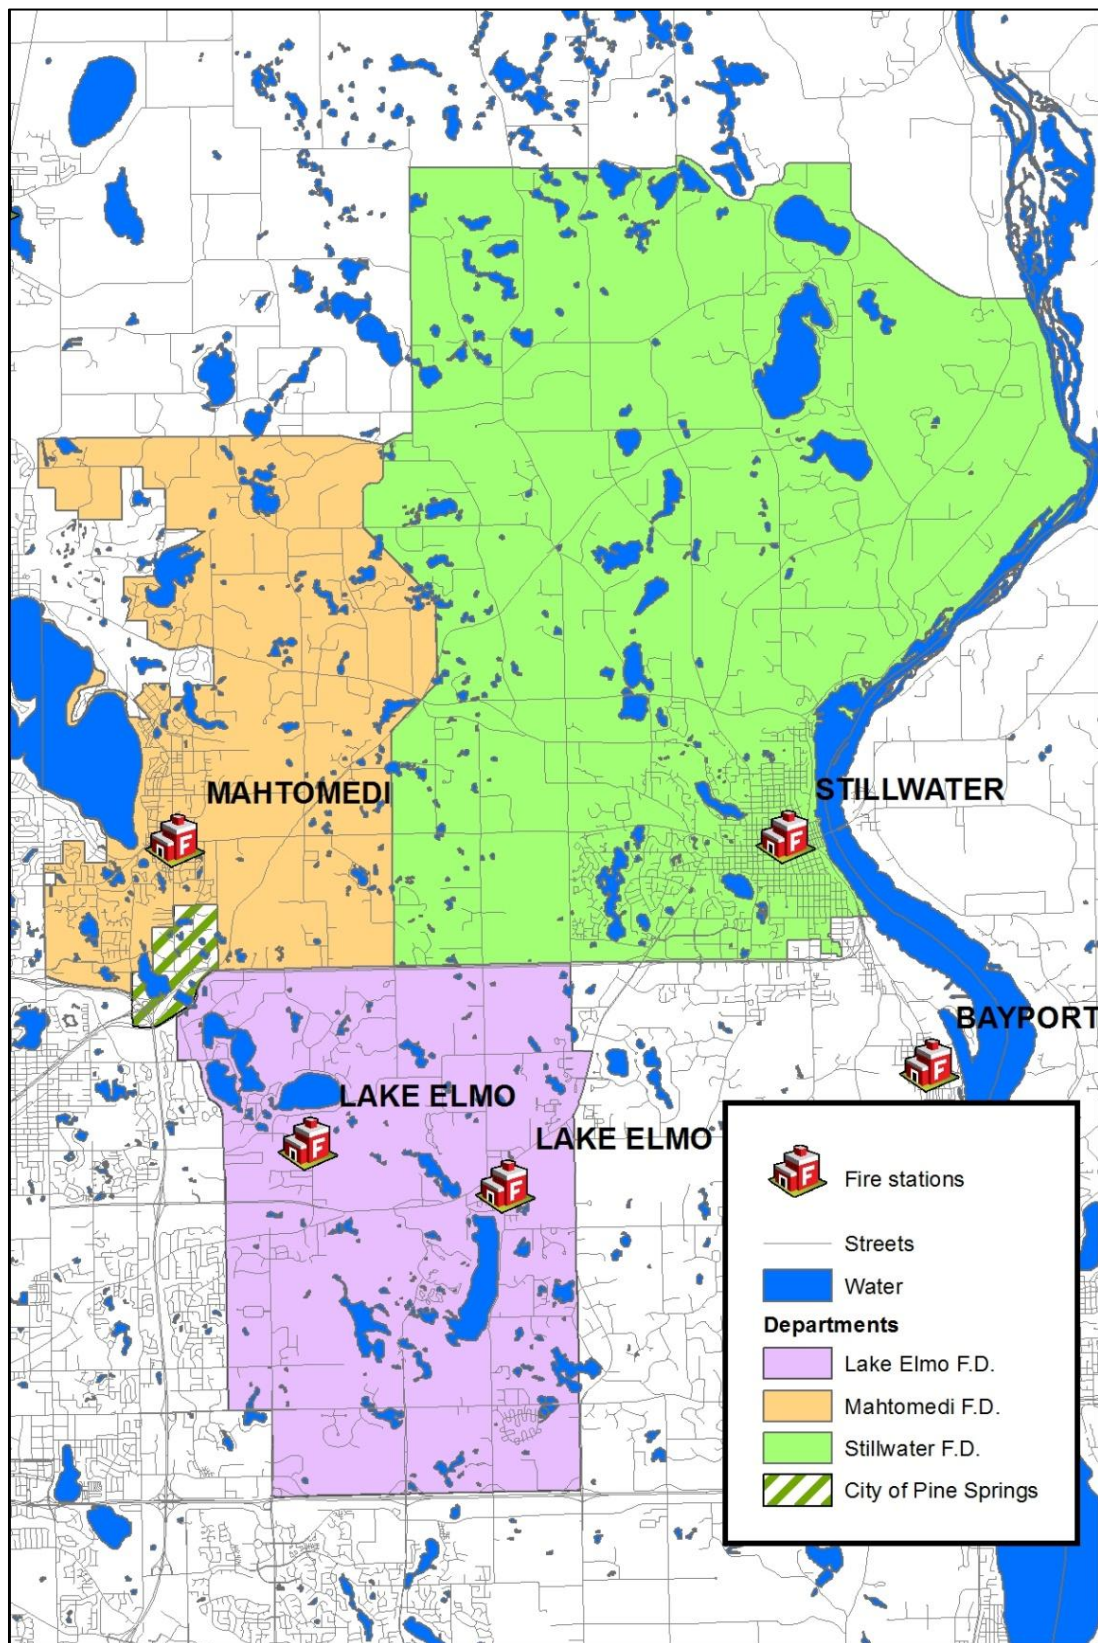 MAHTOMEDI
F
STILLWATER
F
BAYPORT
F
LAKE ELMO
F
LAKE ELMO
F
F
Fire stations
Streets
Water
Departments
Lake Elmo F.D.
Mahtomedi F.D.
Stillwater F.D.
City of Pine Springs